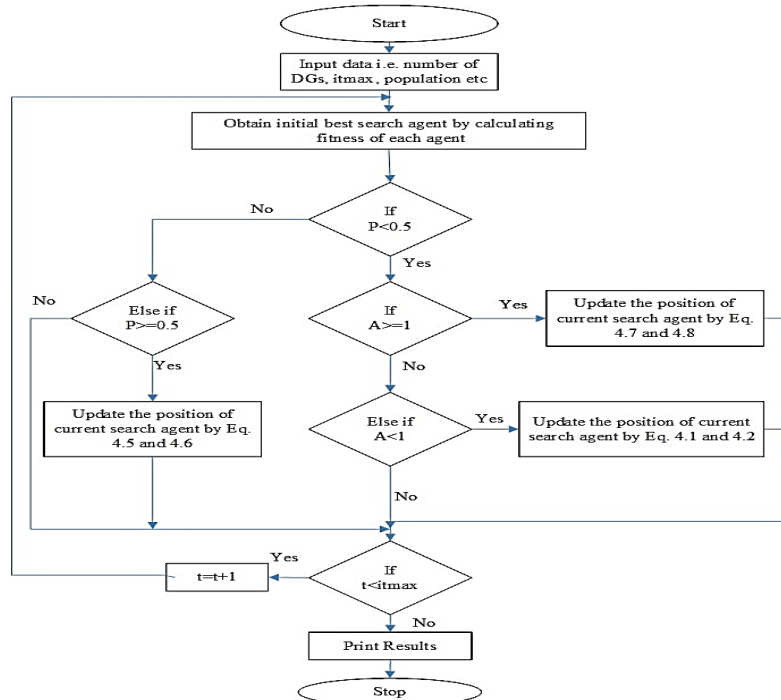 Start
Input data i.e. number of
DGs, itmax, population etc
Obtain initial best search agent by calculating
fitness of each agent
No
If
P<0.5
Yes
No
Else if
P>=0.5
If
A>=1
Yes
Update the position of
current search agent by Eq.
4.7 and 4.8
Yes
No
Update the position of
current search agent by Eq.
4.5 and 4.6
Else if
A<1
Yes
Update the position of current
search agent by Eq. 4.1 and 4.2
No
Yes
t=t+1
If
t<itmax
No
Print Results
Stop